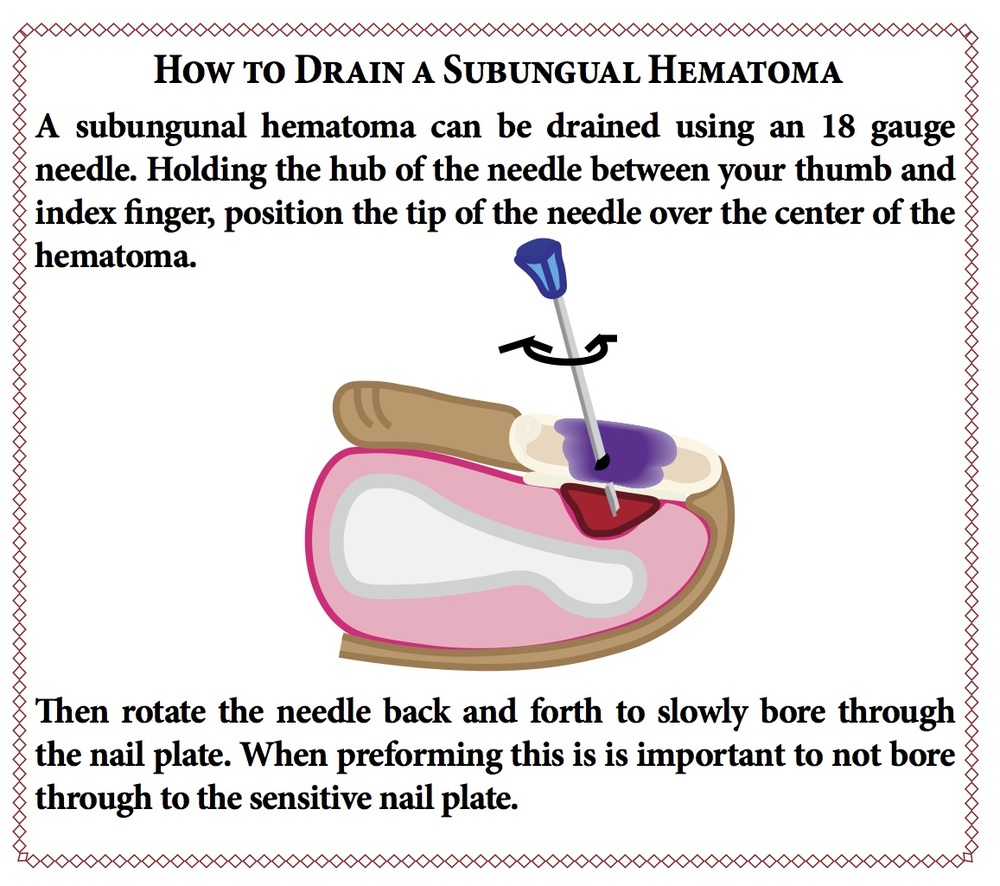 How to Drain a Subungual Hematoma
A subungunal hematoma can be drained using an 18 gauge
needle. Holding the hub of the needle between your thumb and
index finger, position the tip of the needle over the center of the
hematoma.
Then rotate the needle back and forth to slowly bore through
the nail plate. When preforming this is is important to not bore
through to the sensitive nail plate.